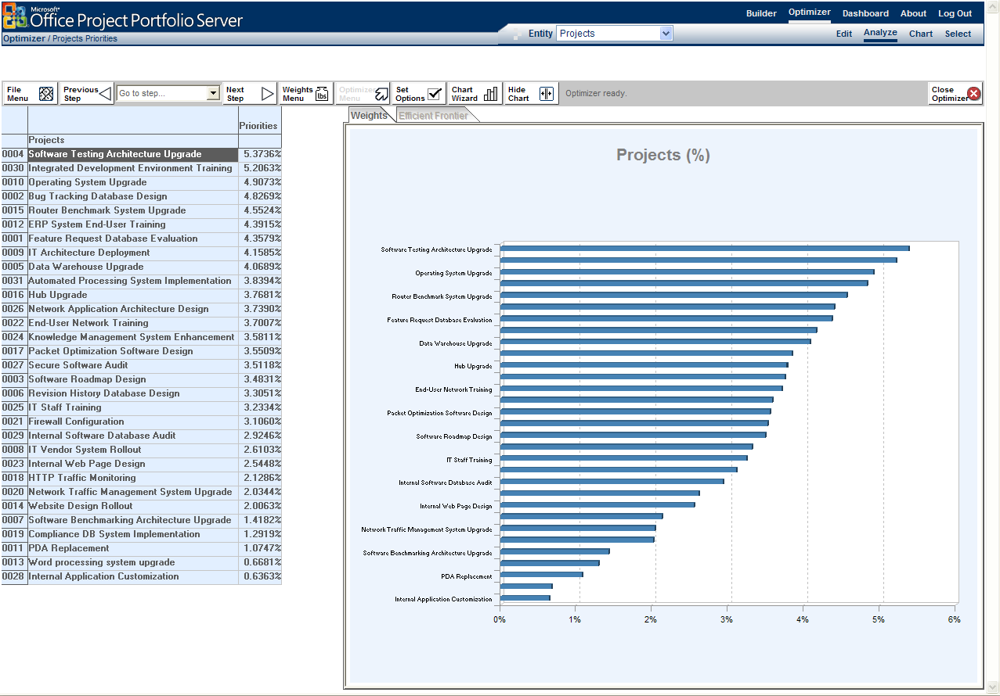 Microsoft®
Office Project Portfolio Server
Builder Optimizer Dashboard About Log Out
Optimizer / Projects Priorities
Entity Projects
Edit Analyze Chart Select
File Menu
Previous Step
Go to step...
Next Step
Weights Menu
lbs
Optimizer Menu
Set Options
Chart Wizard
Hide Chart
Optimizer ready.
Close Optimizer
Priorities
Projects
0004 Software Testing Architecture Upgrade 5.3736%
0030 Integrated Development Environment Training 5.2063%
0010 Operating System Upgrade 4.9073%
0002 Bug Tracking Database Design 4.8269%
0015 Router Benchmark System Upgrade 4.5524%
0012 ERP System End-User Training 4.3915%
0001 Feature Request Database Evaluation 4.3579%
0009 IT Architecture Deployment 4.1585%
0005 Data Warehouse Upgrade 4.0689%
0031 Automated Processing System Implementation 3.8394%
0016 Hub Upgrade 3.7681%
0026 Network Application Architecture Design 3.7390%
0022 End-User Network Training 3.7007%
0024 Knowledge Management System Enhancement 3.5811%
0017 Packet Optimization Software Design 3.5509%
0027 Secure Software Audit 3.5118%
0003 Software Roadmap Design 3.4831%
0006 Revision History Database Design 3.3051%
0025 IT Staff Training 3.2334%
0021 Firewall Configuration 3.1060%
0029 Internal Software Database Audit 2.9246%
0008 IT Vendor System Rollout 2.6103%
0023 Internal Web Page Design 2.5448%
0018 HTTP Traffic Monitoring 2.1286%
0020 Network Traffic Management System Upgrade 2.0344%
0014 Website Design Rollout 2.0063%
0007 Software Benchmarking Architecture Upgrade 1.4182%
0019 Compliance DB System Implementation 1.2919%
0011 PDA Replacement 1.0747%
0013 Word processing system upgrade 0.6681%
0028 Internal Application Customization 0.6363%
Weights
Efficient Frontier
Projects (%)
Software Testing Architecture Upgrade
Operating System Upgrade
Router Benchmark System Upgrade
Feature Request Database Evaluation
Data Warehouse Upgrade
Hub Upgrade
End-User Network Training
Packet Optimization Software Design
Software Roadmap Design
IT Staff Training
Internal Software Database Audit
Internal Web Page Design
Network Traffic Management System Upgrade
Software Benchmarking Architecture Upgrade
PDA Replacement
Internal Application Customization
0% 1% 2% 3% 4% 5% 6%